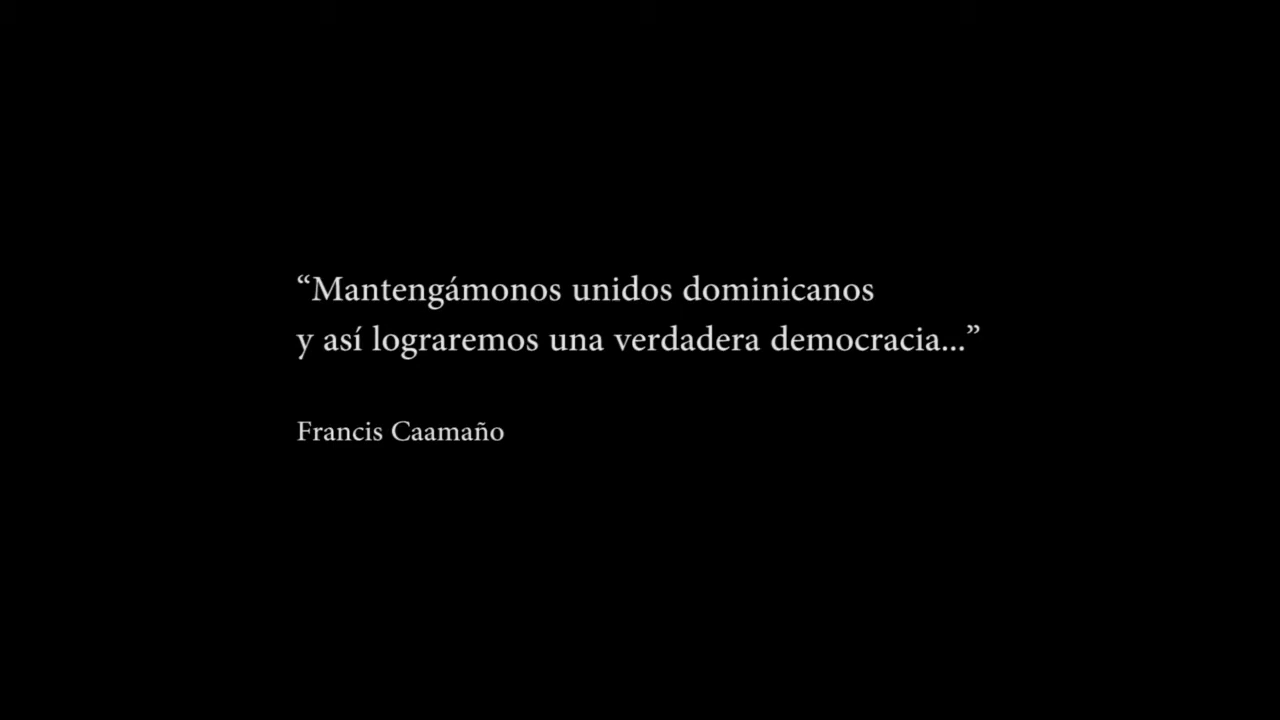 “Mantengámonos unidos dominicanos
y así lograremos una verdadera democracia...”
Francis Caamaño